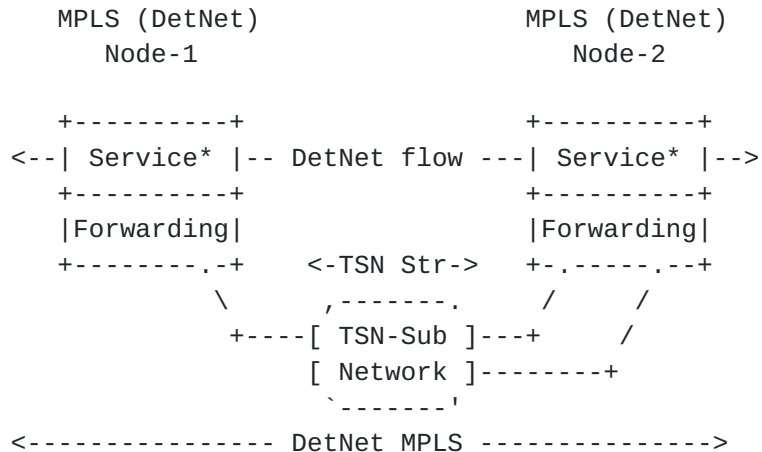 MPLS (DetNet)                 MPLS (DetNet)
      Node-1                        Node-2

   +----------+                  +----------+
<--| Service* |-- DetNet flow ---| Service* |-->
   +----------+                  +----------+
   |Forwarding|                  |Forwarding|
   +--------.-+    <-TSN Str->   +-.-----.--+
             \      ,-------.     /     /
              +----[ TSN-Sub ]---+     /
                   [ Network ]--------+
                    `-------'
<---------------- DetNet MPLS --------------->